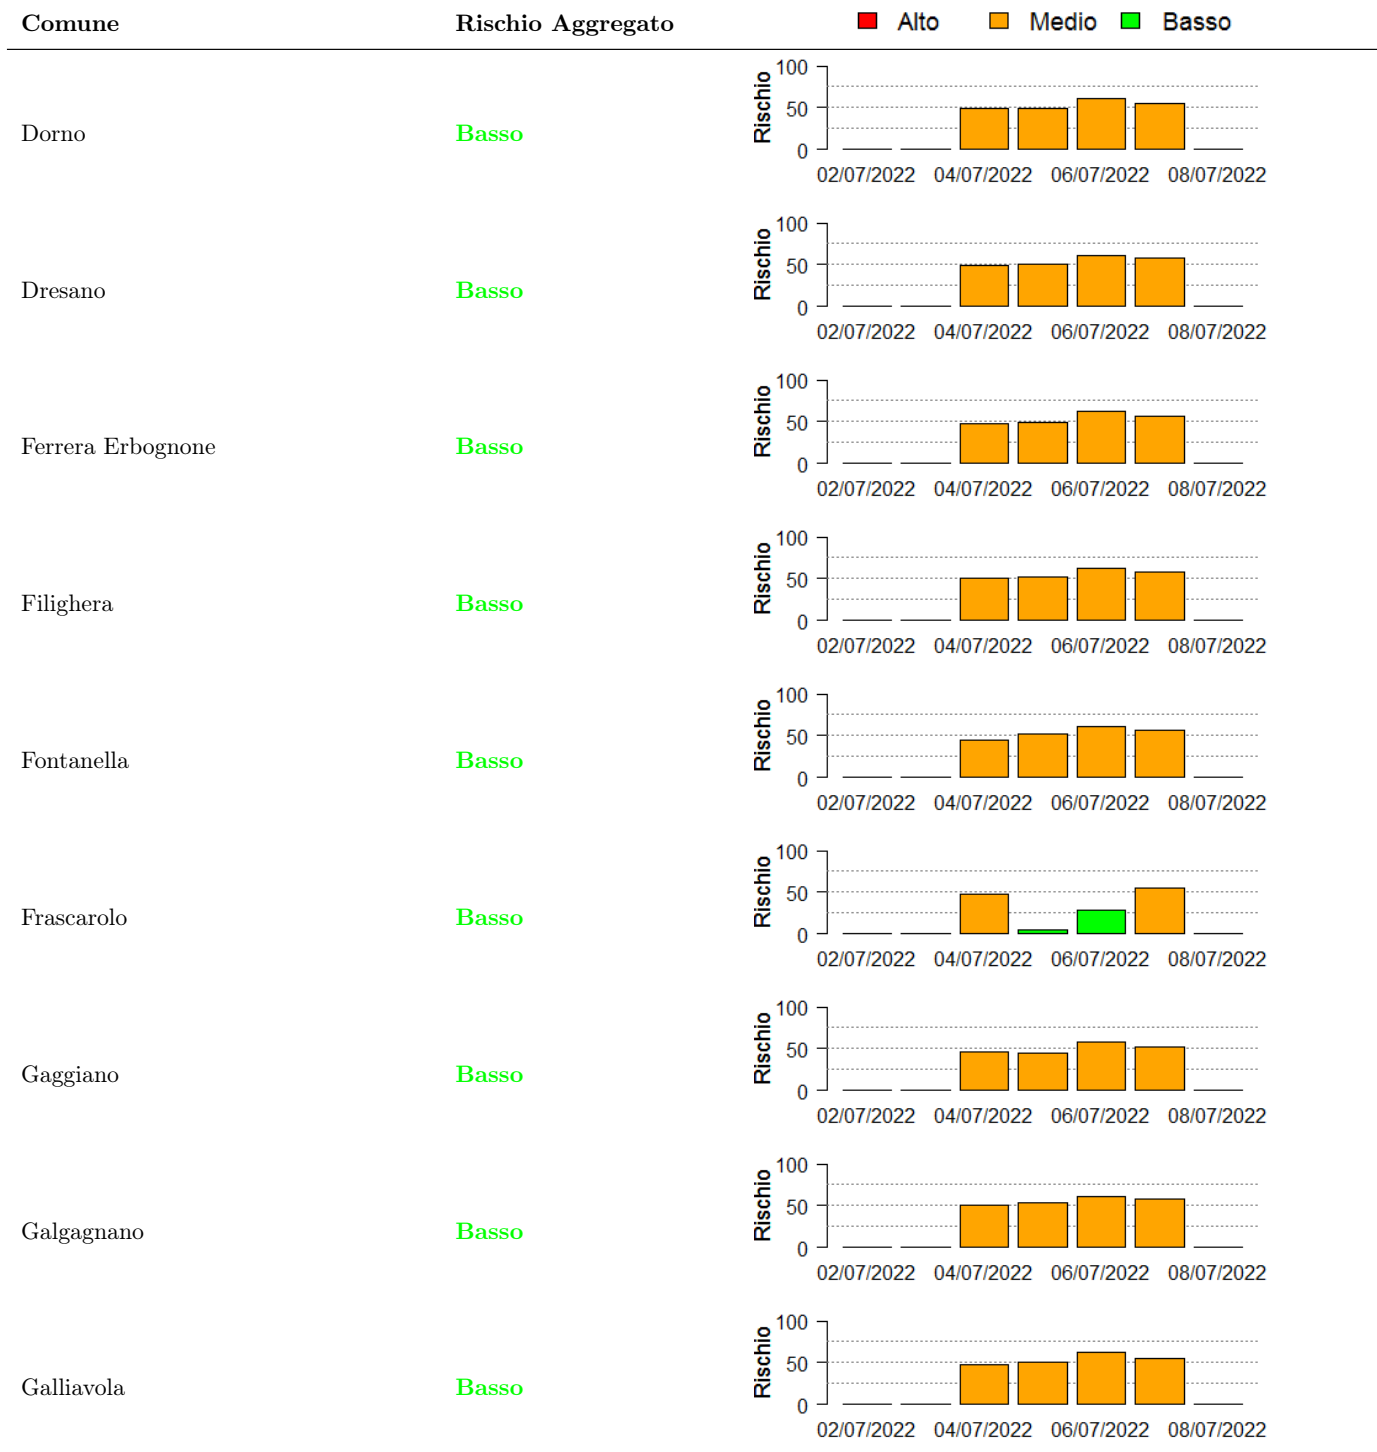 Comune Rischio Aggregato Alto Medio Basso
Dorno Basso
Rischio
100
50
0
02/07/2022 04/07/2022 06/07/2022 08/07/2022
Dresano Basso
Rischio
100
50
0
02/07/2022 04/07/2022 06/07/2022 08/07/2022
Ferrera Erbognone Basso
Rischio
100
50
0
02/07/2022 04/07/2022 06/07/2022 08/07/2022
Filighera Basso
Rischio
100
50
0
02/07/2022 04/07/2022 06/07/2022 08/07/2022
Fontanella Basso
Rischio
100
50
0
02/07/2022 04/07/2022 06/07/2022 08/07/2022
Frascarolo Basso
Rischio
100
50
0
02/07/2022 04/07/2022 06/07/2022 08/07/2022
Gaggiano Basso
Rischio
100
50
0
02/07/2022 04/07/2022 06/07/2022 08/07/2022
Galgagnano Basso
Rischio
100
50
0
02/07/2022 04/07/2022 06/07/2022 08/07/2022
Galliavola Basso
Rischio
100
50
0
02/07/2022 04/07/2022 06/07/2022 08/07/2022